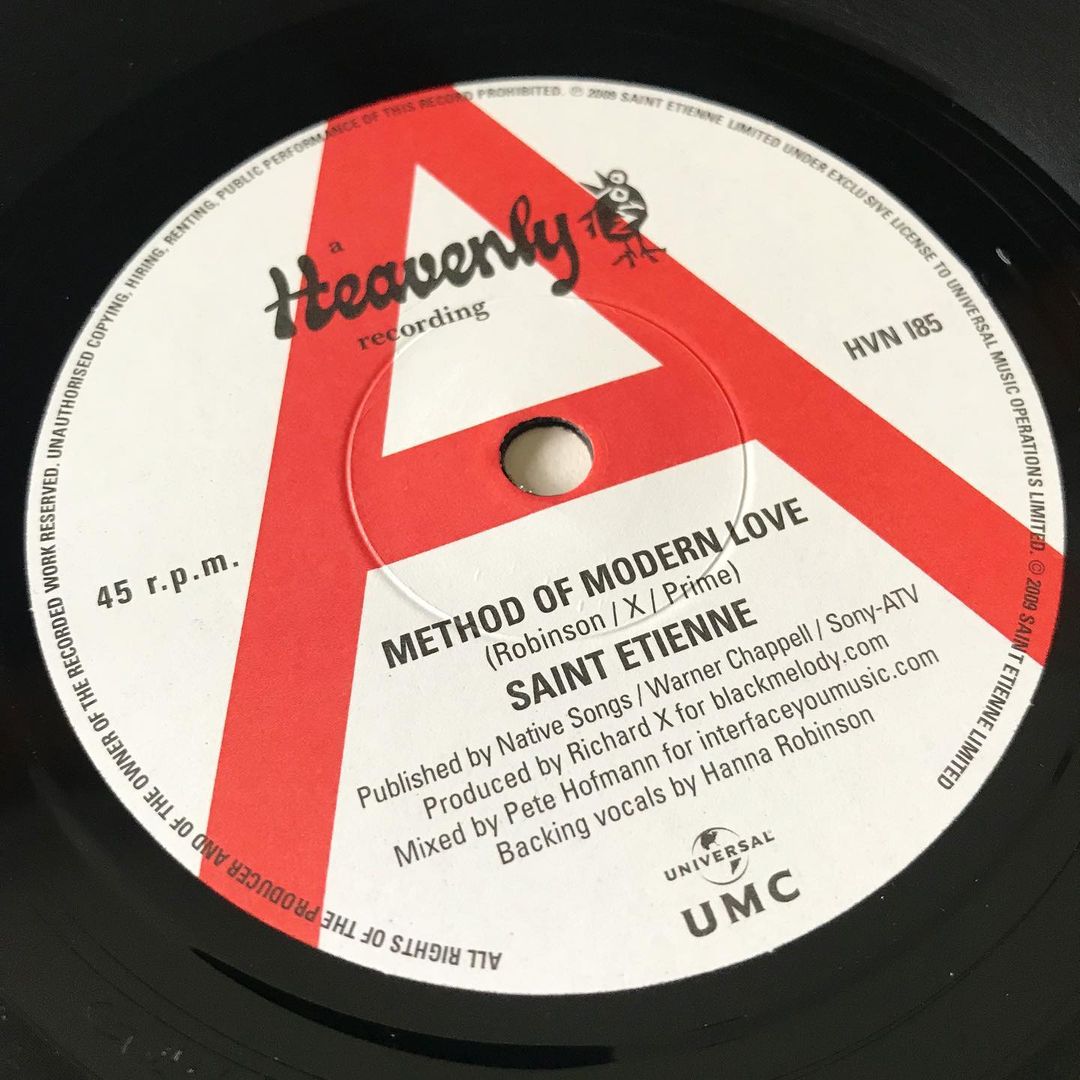 a
Heavenly
recording
HVN 185
45 r.p.m.
METHOD OF MODERN LOVE
(Robinson / X / Prime)
SAINT ETIENNE
Published by Native Songs / Warner Chappell / Sony-ATV
Produced by Richard X for blackmelody.com
Mixed by Pete Hofmann for interfaceyoumusic.com
Backing vocals by Hanna Robinson
UNIVERSAL
UMC
ALL RIGHTS OF THE PRODUCER AND OF THE OWNER OF THE RECORDED WORK RESERVED. UNAUTHORISED COPYING, HIRING, RENTING, PUBLIC PERFORMANCE OF THIS RECORD PROHIBITED. ℗ 2009 SAINT ETIENNE LIMITED UNDER EXCLUSIVE LICENSE TO UNIVERSAL MUSIC OPERATIONS LIMITED. © 2009 SAINT ETIENNE LIMITED